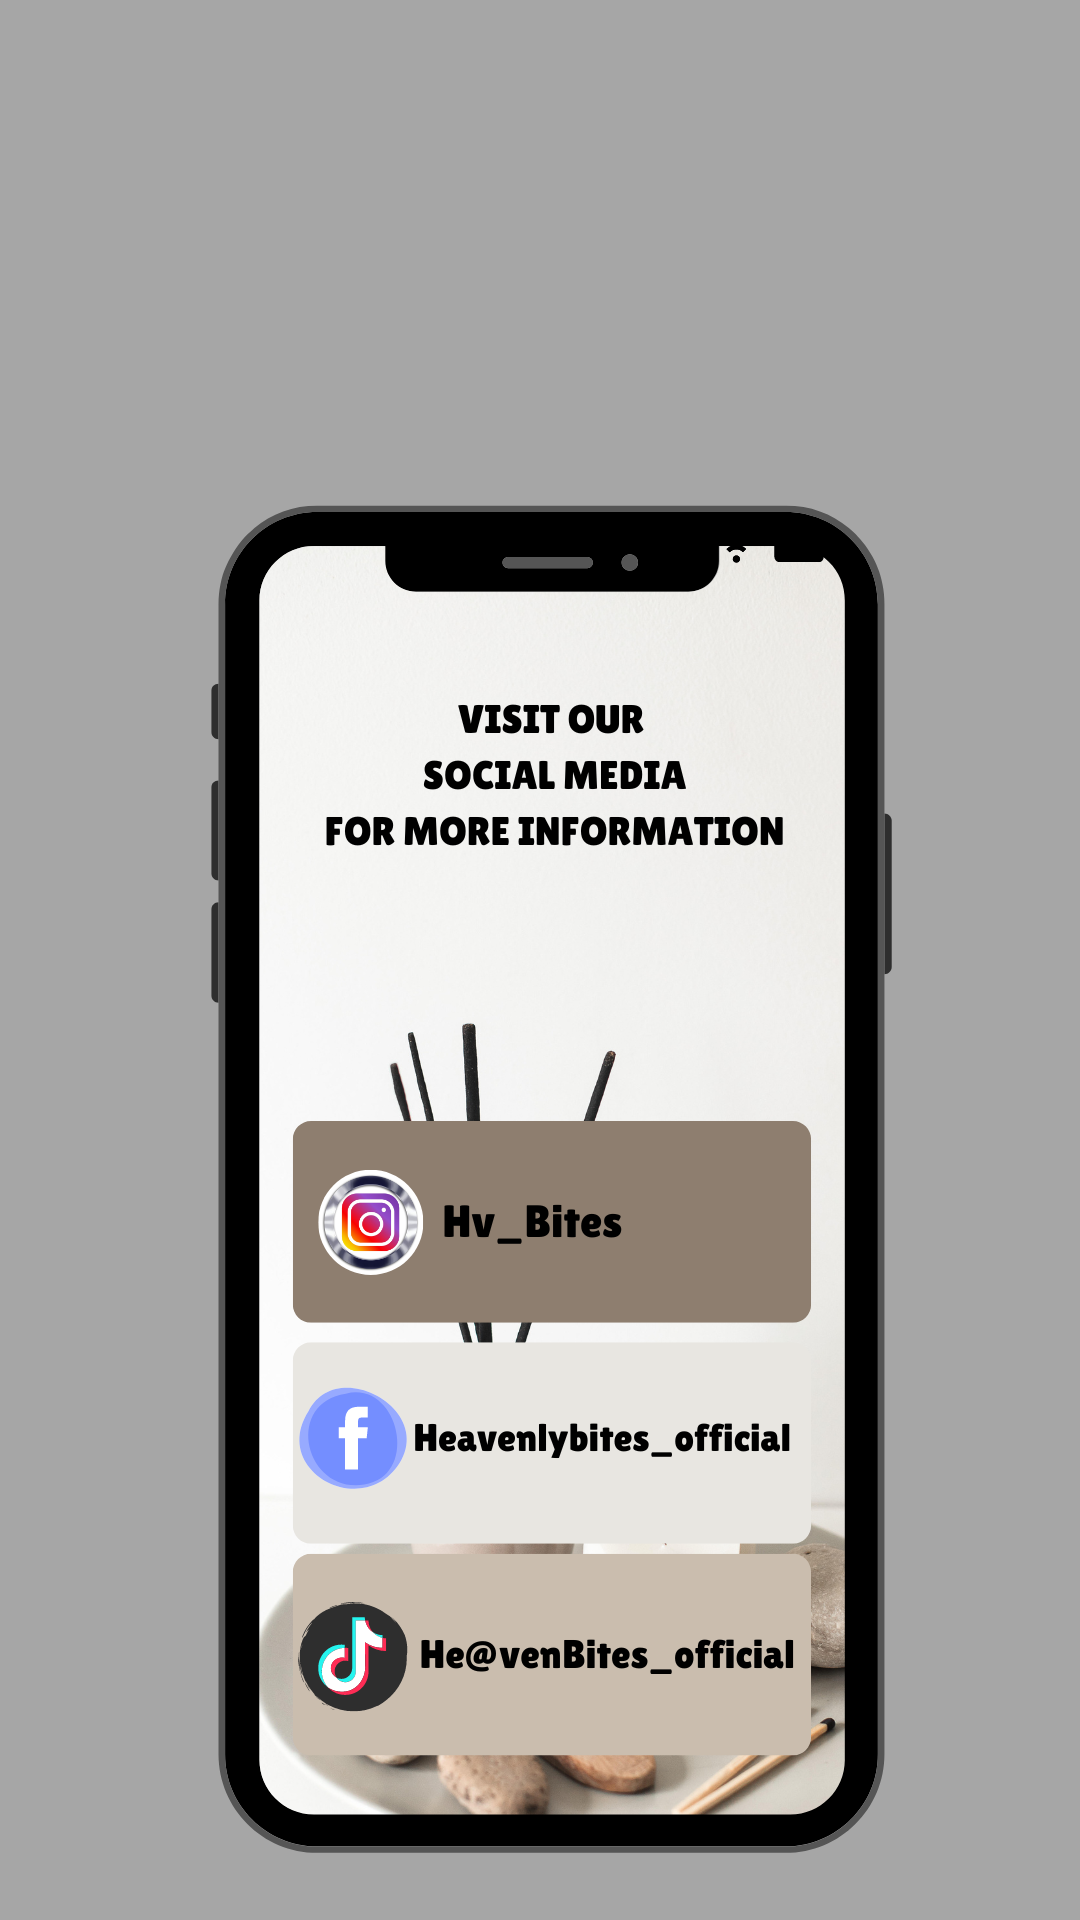 VISIT OUR
SOCIAL MEDIA
FOR MORE INFORMATION
Hv_Bites
Heavenlybites_official
He@venBites_official